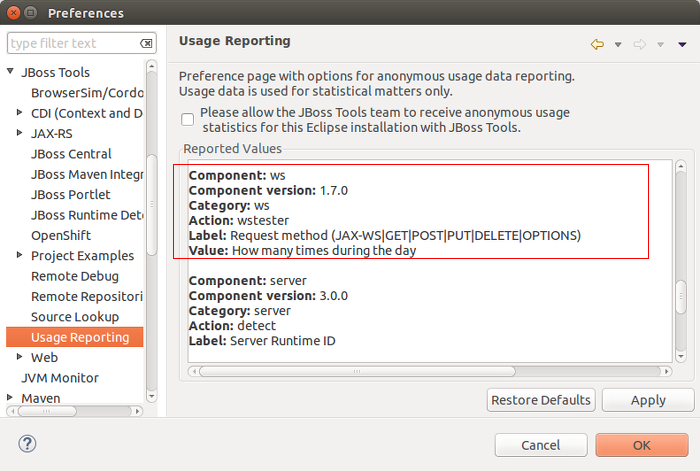 Preferences
type filter text
JBoss Tools
BrowserSim/Cordo
CDI (Context and D
JAX-RS
JBoss Central
JBoss Maven Integr
JBoss Portlet
JBoss Runtime Dete
OpenShift
Project Examples
Remote Debug
Remote Repositori
Source Lookup
Usage Reporting
Web
JVM Monitor
Maven
Usage Reporting
Preference page with options for anonymous usage data reporting.
Usage data is used for statistical matters only.
Please allow the JBoss Tools team to receive anonymous usage
statistics for this Eclipse installation with JBoss Tools.
Reported Values
Component: ws
Component version: 1.7.0
Category: ws
Action: wstester
Label: Request method (JAX-WS|GET|POST|PUT|DELETE|OPTIONS)
Value: How many times during the day
Component: server
Component version: 3.0.0
Category: server
Action: detect
Label: Server Runtime ID
Restore Defaults
Apply
?
Cancel
OK